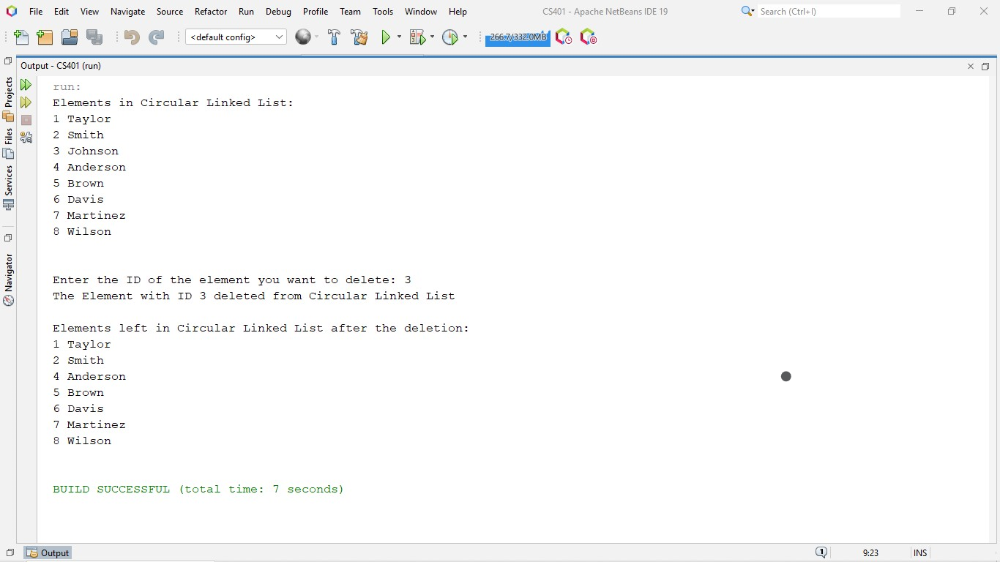 File Edit View Navigate Source Refactor Run Debug Profile Team Tools Window Help CS401 - Apache NetBeans IDE 19 Search (Ctrl+I)
<default config> 266.7/332.0MB
Output - CS401 (run)
Projects
Files
Services
Navigator
run:
Elements in Circular Linked List:
1 Taylor
2 Smith
3 Johnson
4 Anderson
5 Brown
6 Davis
7 Martinez
8 Wilson
Enter the ID of the element you want to delete: 3
The Element with ID 3 deleted from Circular Linked List
Elements left in Circular Linked List after the deletion:
1 Taylor
2 Smith
4 Anderson
5 Brown
6 Davis
7 Martinez
8 Wilson
BUILD SUCCESSFUL (total time: 7 seconds)
Output 1 9:23 INS